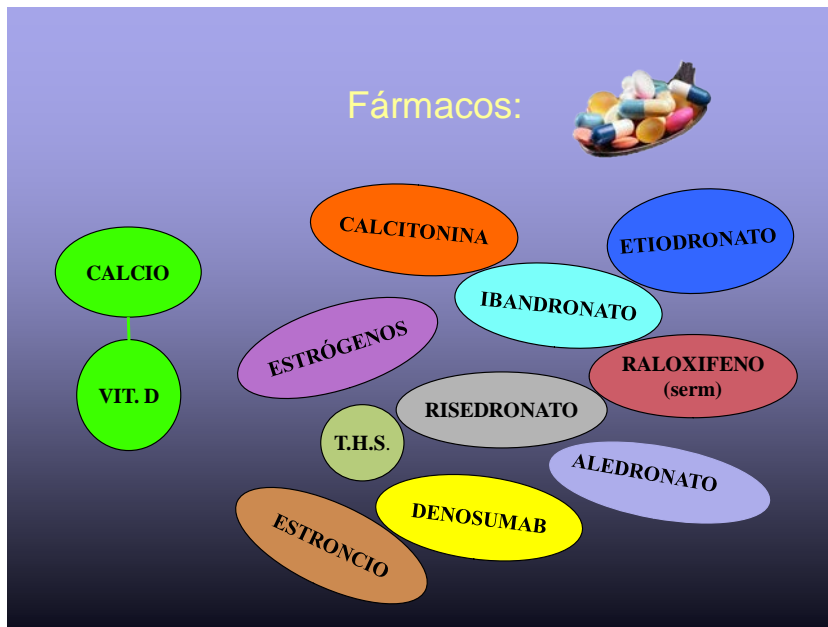 Fármacos:
CALCITONINA
ETIODRONATO
CALCIO
IBANDRONATO
ESTRÓGENOS
RALOXIFENO
(serm)
VIT. D
RISEDRONATO
T.H.S.
ALEDRONATO
DENOSUMAB
ESTRONCIO